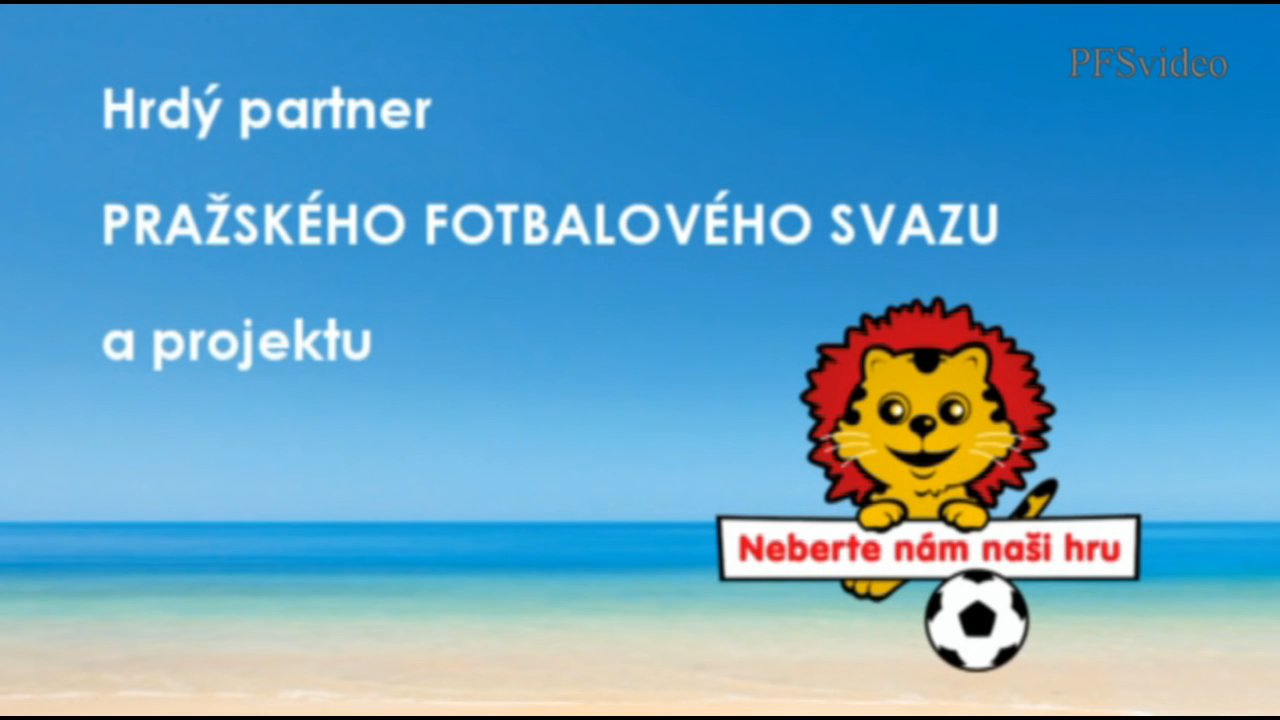 PFSvideo
Hrdý partner
PRAŽSKÉHO FOTBALOVÉHO SVAZU
a projektu
Neberte nám naši hru